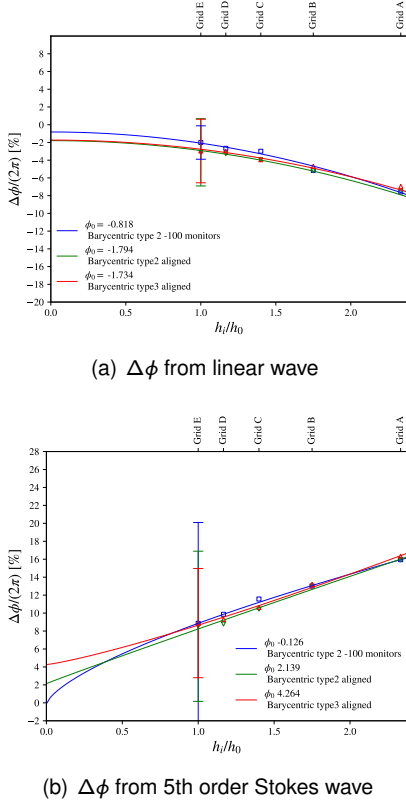 Grid E
Grid D
Grid C
Grid B
Grid A
8
6
4
2
0
−2
−4
−6
−8
−10
−12
−14
−16
−18
−20
Δϕ/(2π) [%]
ϕ0 = -0.818
Barycentric type 2 -100 monitors
ϕ0 = -1.794
Barycentric type2 aligned
ϕ0 = -1.734
Barycentric type3 aligned
0.0 0.5 1.0 1.5 2.0
hi/h0
(a) Δϕ from linear wave
Grid E
Grid D
Grid C
Grid B
Grid A
28
26
24
22
20
18
16
14
12
10
8
6
4
2
0
−2
Δϕ/(2π) [%]
ϕ0 -0.126
Barycentric type 2 -100 monitors
ϕ0 2.139
Barycentric type2 aligned
ϕ0 4.264
Barycentric type3 aligned
0.0 0.5 1.0 1.5 2.0
hi/h0
(b) Δϕ from 5th order Stokes wave